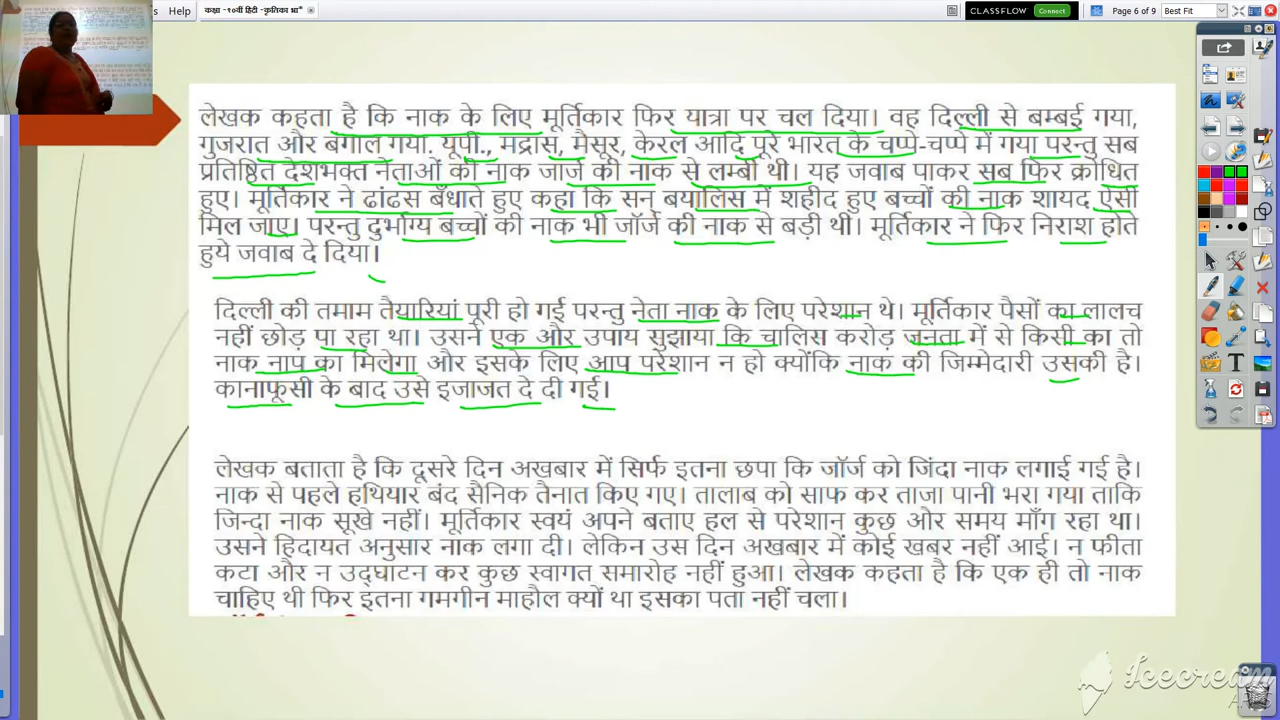 s Help कक्षा -१०वीं हिंदी -कृतिका भा* CLASSFLOW Connect Page 6 of 9 Best Fit
लेखक कहता है कि नाक के लिए मूर्तिकार फिर यात्रा पर चल दिया। वह दिल्ली से बम्बई गया,
गुजरात और बंगाल गया. यूपी., मद्रास, मैसूर, केरल आदि पूरे भारत के चप्पे-चप्पे में गया परन्तु सब
प्रतिष्ठित देशभक्त नेताओं की नाक जॉर्ज की नाक से लम्बी थी। यह जवाब पाकर सब फिर क्रोधित
हुए। मूर्तिकार ने ढांढस बँधाते हुए कहा कि सन् बयालिस में शहीद हुए बच्चों की नाक शायद ऐसी
मिल जाए। परन्तु दुर्भाग्य बच्चों की नाक भी जॉर्ज की नाक से बड़ी थी। मूर्तिकार ने फिर निराश होते
हुये जवाब दे दिया।
दिल्ली की तमाम तैयारियां पूरी हो गई परन्तु नेता नाक के लिए परेशान थे। मूर्तिकार पैसों का लालच
नहीं छोड़ पा रहा था। उसने एक और उपाय सुझाया कि चालिस करोड़ जनता में से किसी का तो
नाक नाप का मिलेगा और इसके लिए आप परेशान न हो क्योंकि नाक की जिम्मेदारी उसकी है।
कानाफूसी के बाद उसे इजाजत दे दी गई।
लेखक बताता है कि दूसरे दिन अखबार में सिर्फ इतना छपा कि जॉर्ज को जिंदा नाक लगाई गई है।
नाक से पहले हथियार बंद सैनिक तैनात किए गए। तालाब को साफ कर ताजा पानी भरा गया ताकि
जिन्दा नाक सूखे नहीं। मूर्तिकार स्वयं अपने बताए हल से परेशान कुछ ओर समय माँग रहा था।
उसने हिदायत अनुसार नाक लगा दी। लेकिन उस दिन अखबार में कोई खबर नहीं आई। न फीता
कटा और न उद्घाटन कर कुछ स्वागत समारोह नहीं हुआ। लेखक कहता है कि एक ही तो नाक
चाहिए थी फिर इतना गमगीन माहौल क्यों था इसका पता नहीं चला।
Icecream
APPS